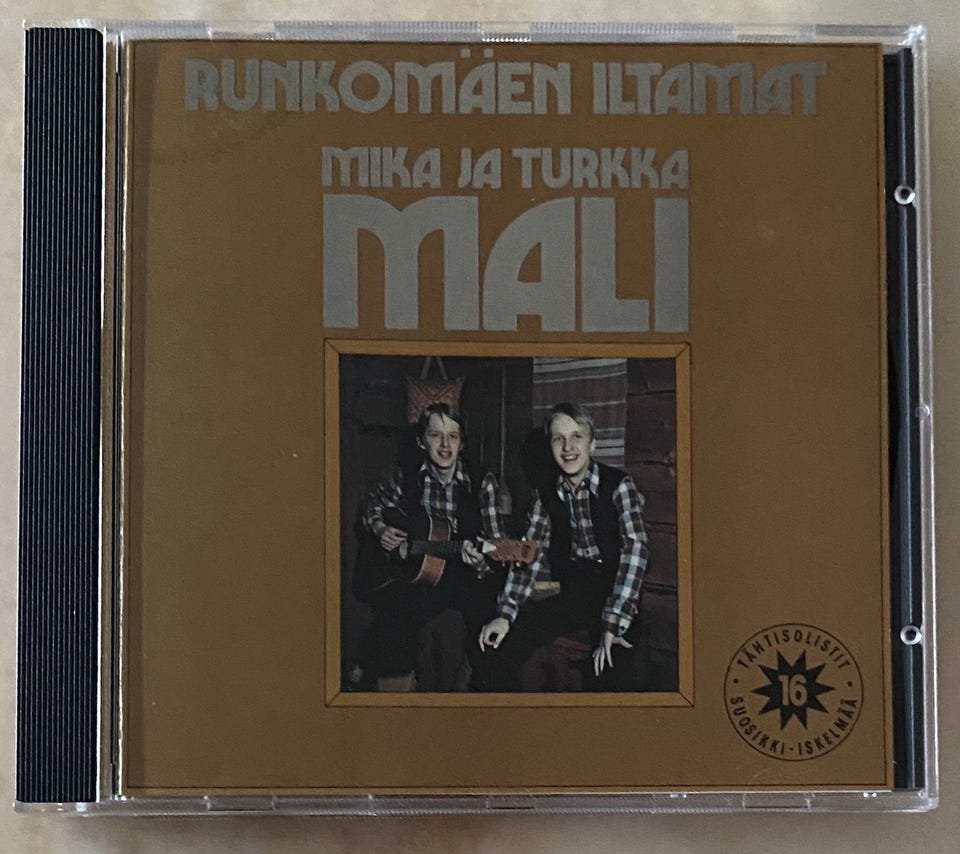 RUNKOMÄEN ILTAMAT
MIKA JA TURKKA
MALI
TÄHTISOLISTIT
16
SUOSIKKI-ISKELMÄÄ